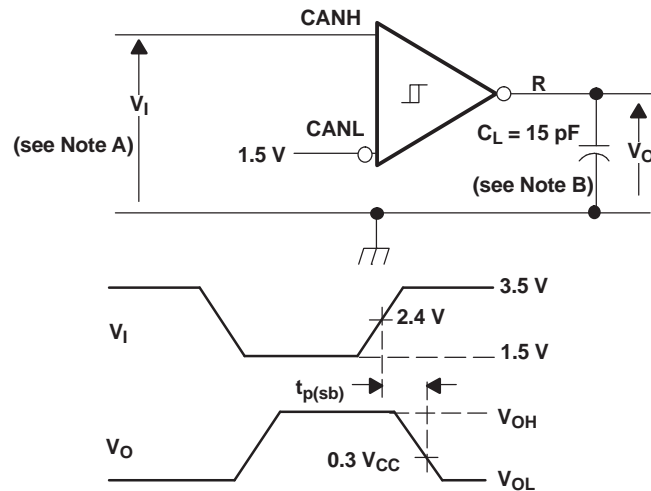 CANH
V_I
(see Note A)
CANL
1.5 V
R
C_L = 15 pF
(see Note B)
V_O
3.5 V
2.4 V
V_I
1.5 V
t_p(sb)
V_OH
V_O
0.3 V_CC
V_OL